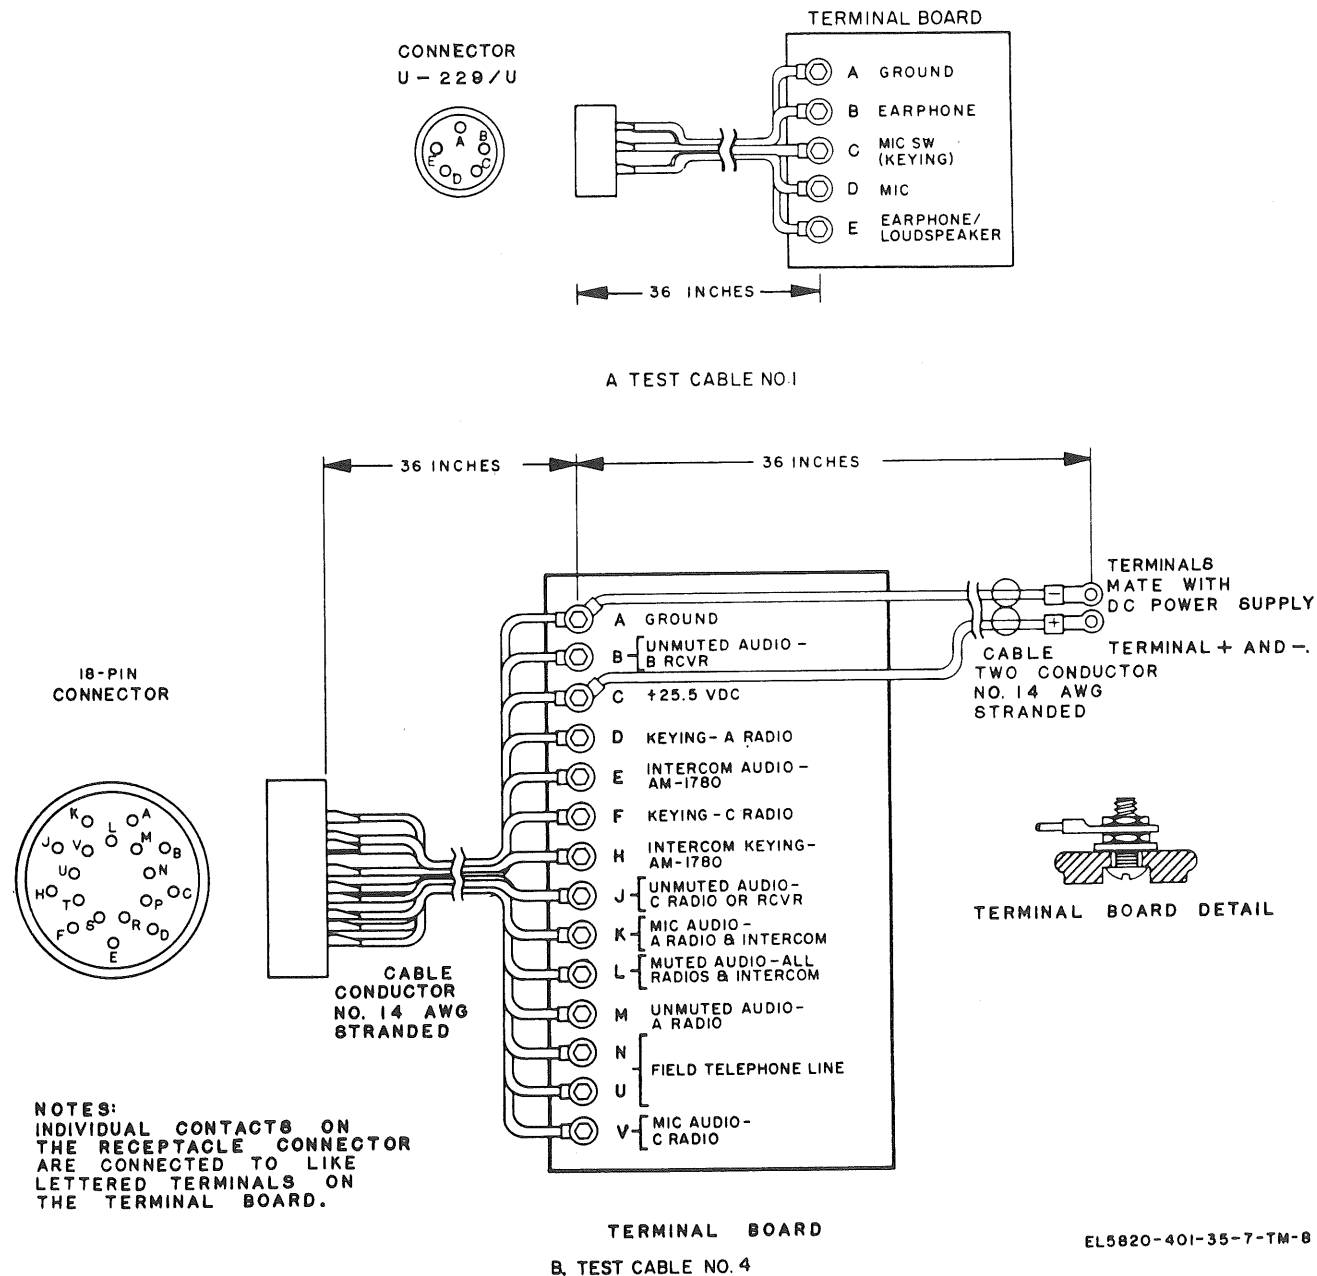 TERMINAL BOARD
CONNECTOR
U-229/U
A
B
C
D
E
A GROUND
B EARPHONE
C MIC SW
(KEYING)
D MIC
E EARPHONE/
LOUDSPEAKER
36 INCHES
A TEST CABLE NO.1
36 INCHES
36 INCHES
TERMINALS
MATE WITH
DC POWER SUPPLY
TERMINAL + AND -.
-
+
CABLE
TWO CONDUCTOR
NO. 14 AWG
STRANDED
18-PIN
CONNECTOR
K
A
L
J
V
M
B
U
N
H
T
P
C
F
S
R
D
E
A GROUND
B UNMUTED AUDIO-
B RCVR
C +25.5 VDC
D KEYING- A RADIO
E INTERCOM AUDIO-
AM-1780
F KEYING-C RADIO
H INTERCOM KEYING-
AM-1780
J UNMUTED AUDIO-
C RADIO OR RCVR
K MIC AUDIO-
A RADIO & INTERCOM
L MUTED AUDIO-ALL
RADIOS & INTERCOM
M UNMUTED AUDIO-
A RADIO
N
FIELD TELEPHONE LINE
U
V MIC AUDIO-
C RADIO
CABLE
CONDUCTOR
NO. 14 AWG
STRANDED
TERMINAL BOARD DETAIL
NOTES:
INDIVIDUAL CONTACTS ON
THE RECEPTACLE CONNECTOR
ARE CONNECTED TO LIKE
LETTERED TERMINALS ON
THE TERMINAL BOARD.
TERMINAL BOARD
B. TEST CABLE NO. 4
EL5820-401-35-7-TM-8